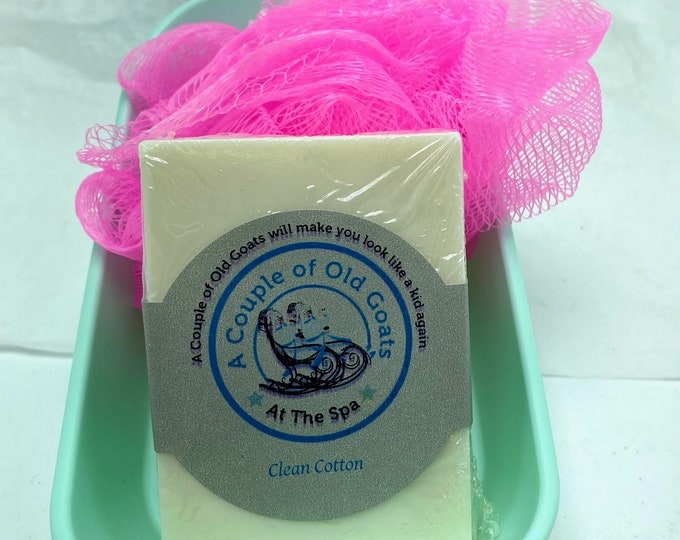 A Couple of Old Goats will make you look like a kid again
A Couple of Old Goats
At The Spa
Clean Cotton